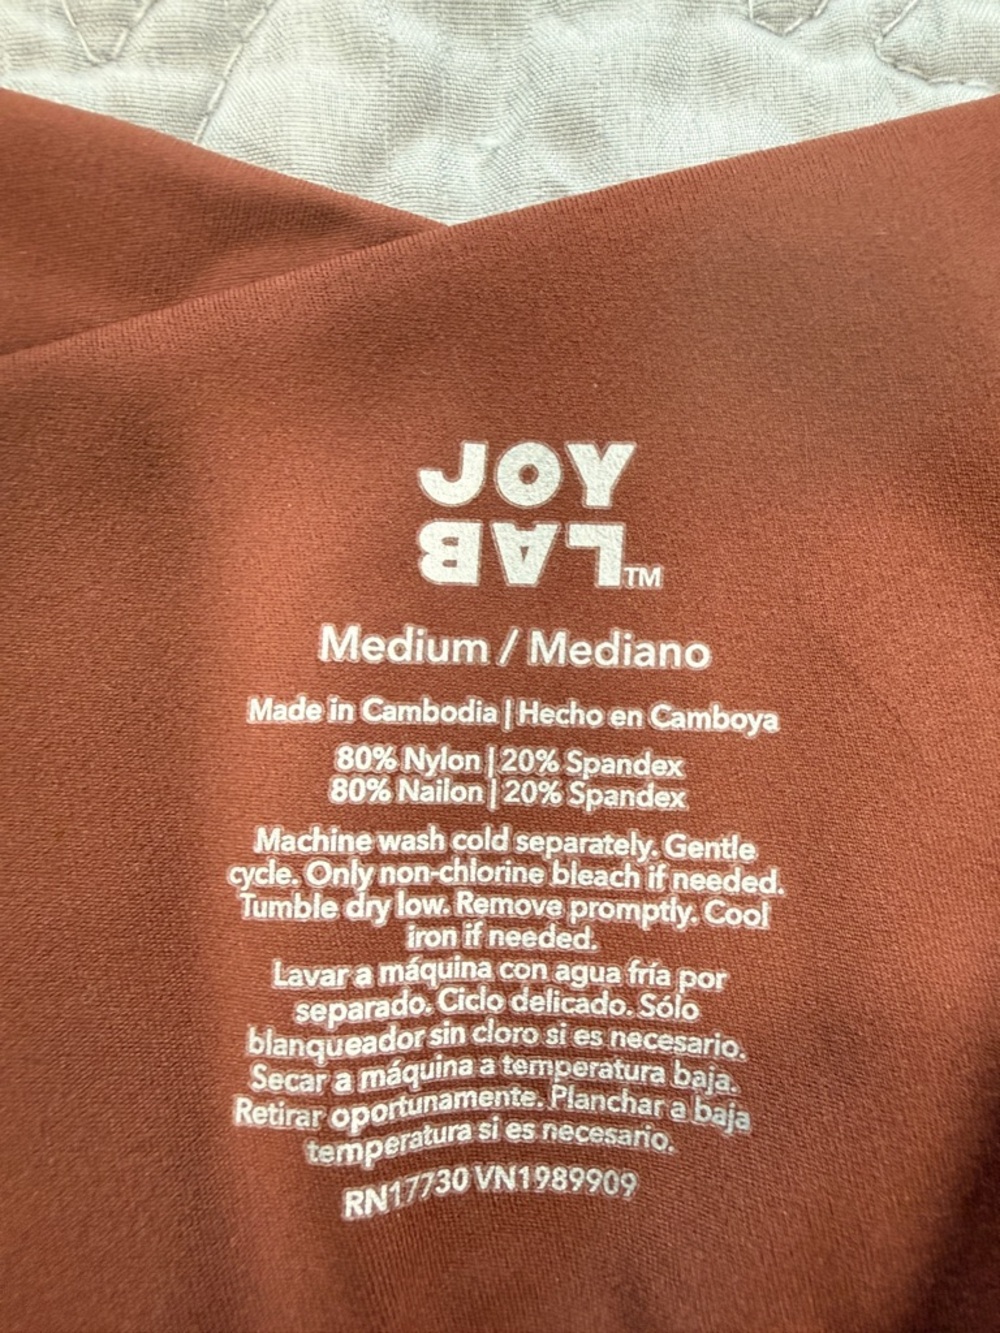 JOY
LAB™
Medium / Mediano
Made in Cambodia | Hecho en Camboya
80% Nylon | 20% Spandex
80% Nailon | 20% Spandex
Machine wash cold separately. Gentle
cycle. Only non-chlorine bleach if needed.
Tumble dry low. Remove promptly. Cool
iron if needed.
Lavar a máquina con agua fría por
separado. Ciclo delicado. Sólo
blanqueador sin cloro si es necesario.
Secar a máquina a temperatura baja.
Retirar oportunamente. Planchar a baja
temperatura si es necesario.
RN17730 VN1989909